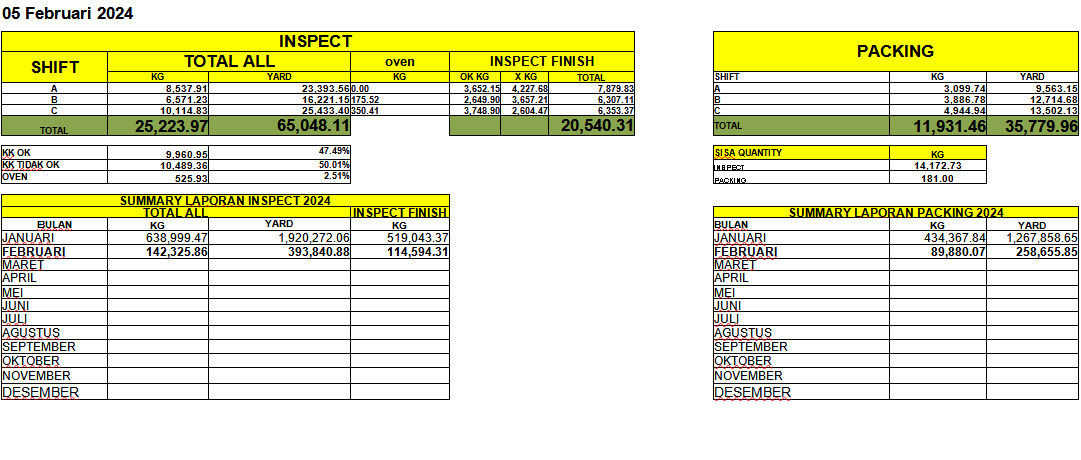 05 Februari 2024
INSPECT
SHIFT TOTAL ALL oven INSPECT FINISH
KG YARD KG OK KG X KG TOTAL
A 8,537.91 23,393.56 0.00 3,652.15 4,227.68 7,879.83
B 6,571.23 16,221.15 175.52 2,649.90 3,657.21 6,307.11
C 10,114.83 25,433.40 350.41 3,748.90 2,604.47 6,353.37
TOTAL 25,223.97 65,048.11 20,540.31
KK OK 9,960.95 47.49%
KK TIDAK OK 10,489.36 50.01%
OVEN 525.93 2.51%
SUMMARY LAPORAN INSPECT 2024
TOTAL ALL INSPECT FINISH
BULAN KG YARD KG
JANUARI 638,999.47 1,920,272.06 519,043.37
FEBRUARI 142,325.86 393,840.88 114,594.31
MARET
APRIL
MEI
JUNI
JULI
AGUSTUS
SEPTEMBER
OKTOBER
NOVEMBER
DESEMBER
PACKING
SHIFT KG YARD
A 3,099.74 9,563.15
B 3,886.78 12,714.68
C 4,944.94 13,502.13
TOTAL 11,931.46 35,779.96
SISA QUANTITY KG
INSPECT 14,172.73
PACKING 181.00
SUMMARY LAPORAN PACKING 2024
BULAN KG YARD
JANUARI 434,367.84 1,267,858.65
FEBRUARI 89,880.07 258,655.85
MARET
APRIL
MEI
JUNI
JULI
AGUSTUS
SEPTEMBER
OKTOBER
NOVEMBER
DESEMBER